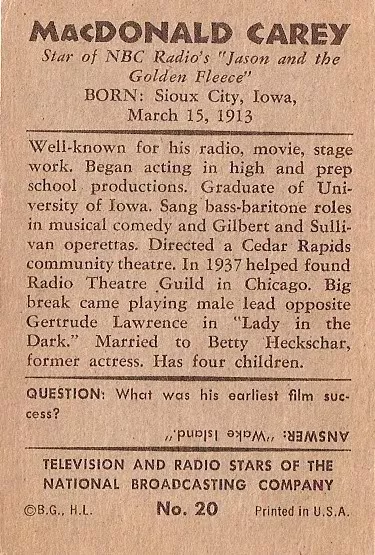 MacDONALD CAREY
Star of NBC Radio's "Jason and the
Golden Fleece"
BORN: Sioux City, Iowa,
March 15, 1913
Well-known for his radio, movie, stage
work. Began acting in high and prep
school productions. Graduate of Uni-
versity of Iowa. Sang bass-baritone roles
in musical comedy and Gilbert and Sulli-
van operettas. Directed a Cedar Rapids
community theatre. In 1937 helped found
Radio Theatre Guild in Chicago. Big
break came playing male lead opposite
Gertrude Lawrence in "Lady in the
Dark." Married to Betty Heckschar,
former actress. Has four children.
QUESTION: What was his earliest film suc-
cess?
ANSWER: "Wake Island."
TELEVISION AND RADIO STARS OF THE
NATIONAL BROADCASTING COMPANY
©B.G., H.L. No. 20 Printed in U.S.A.